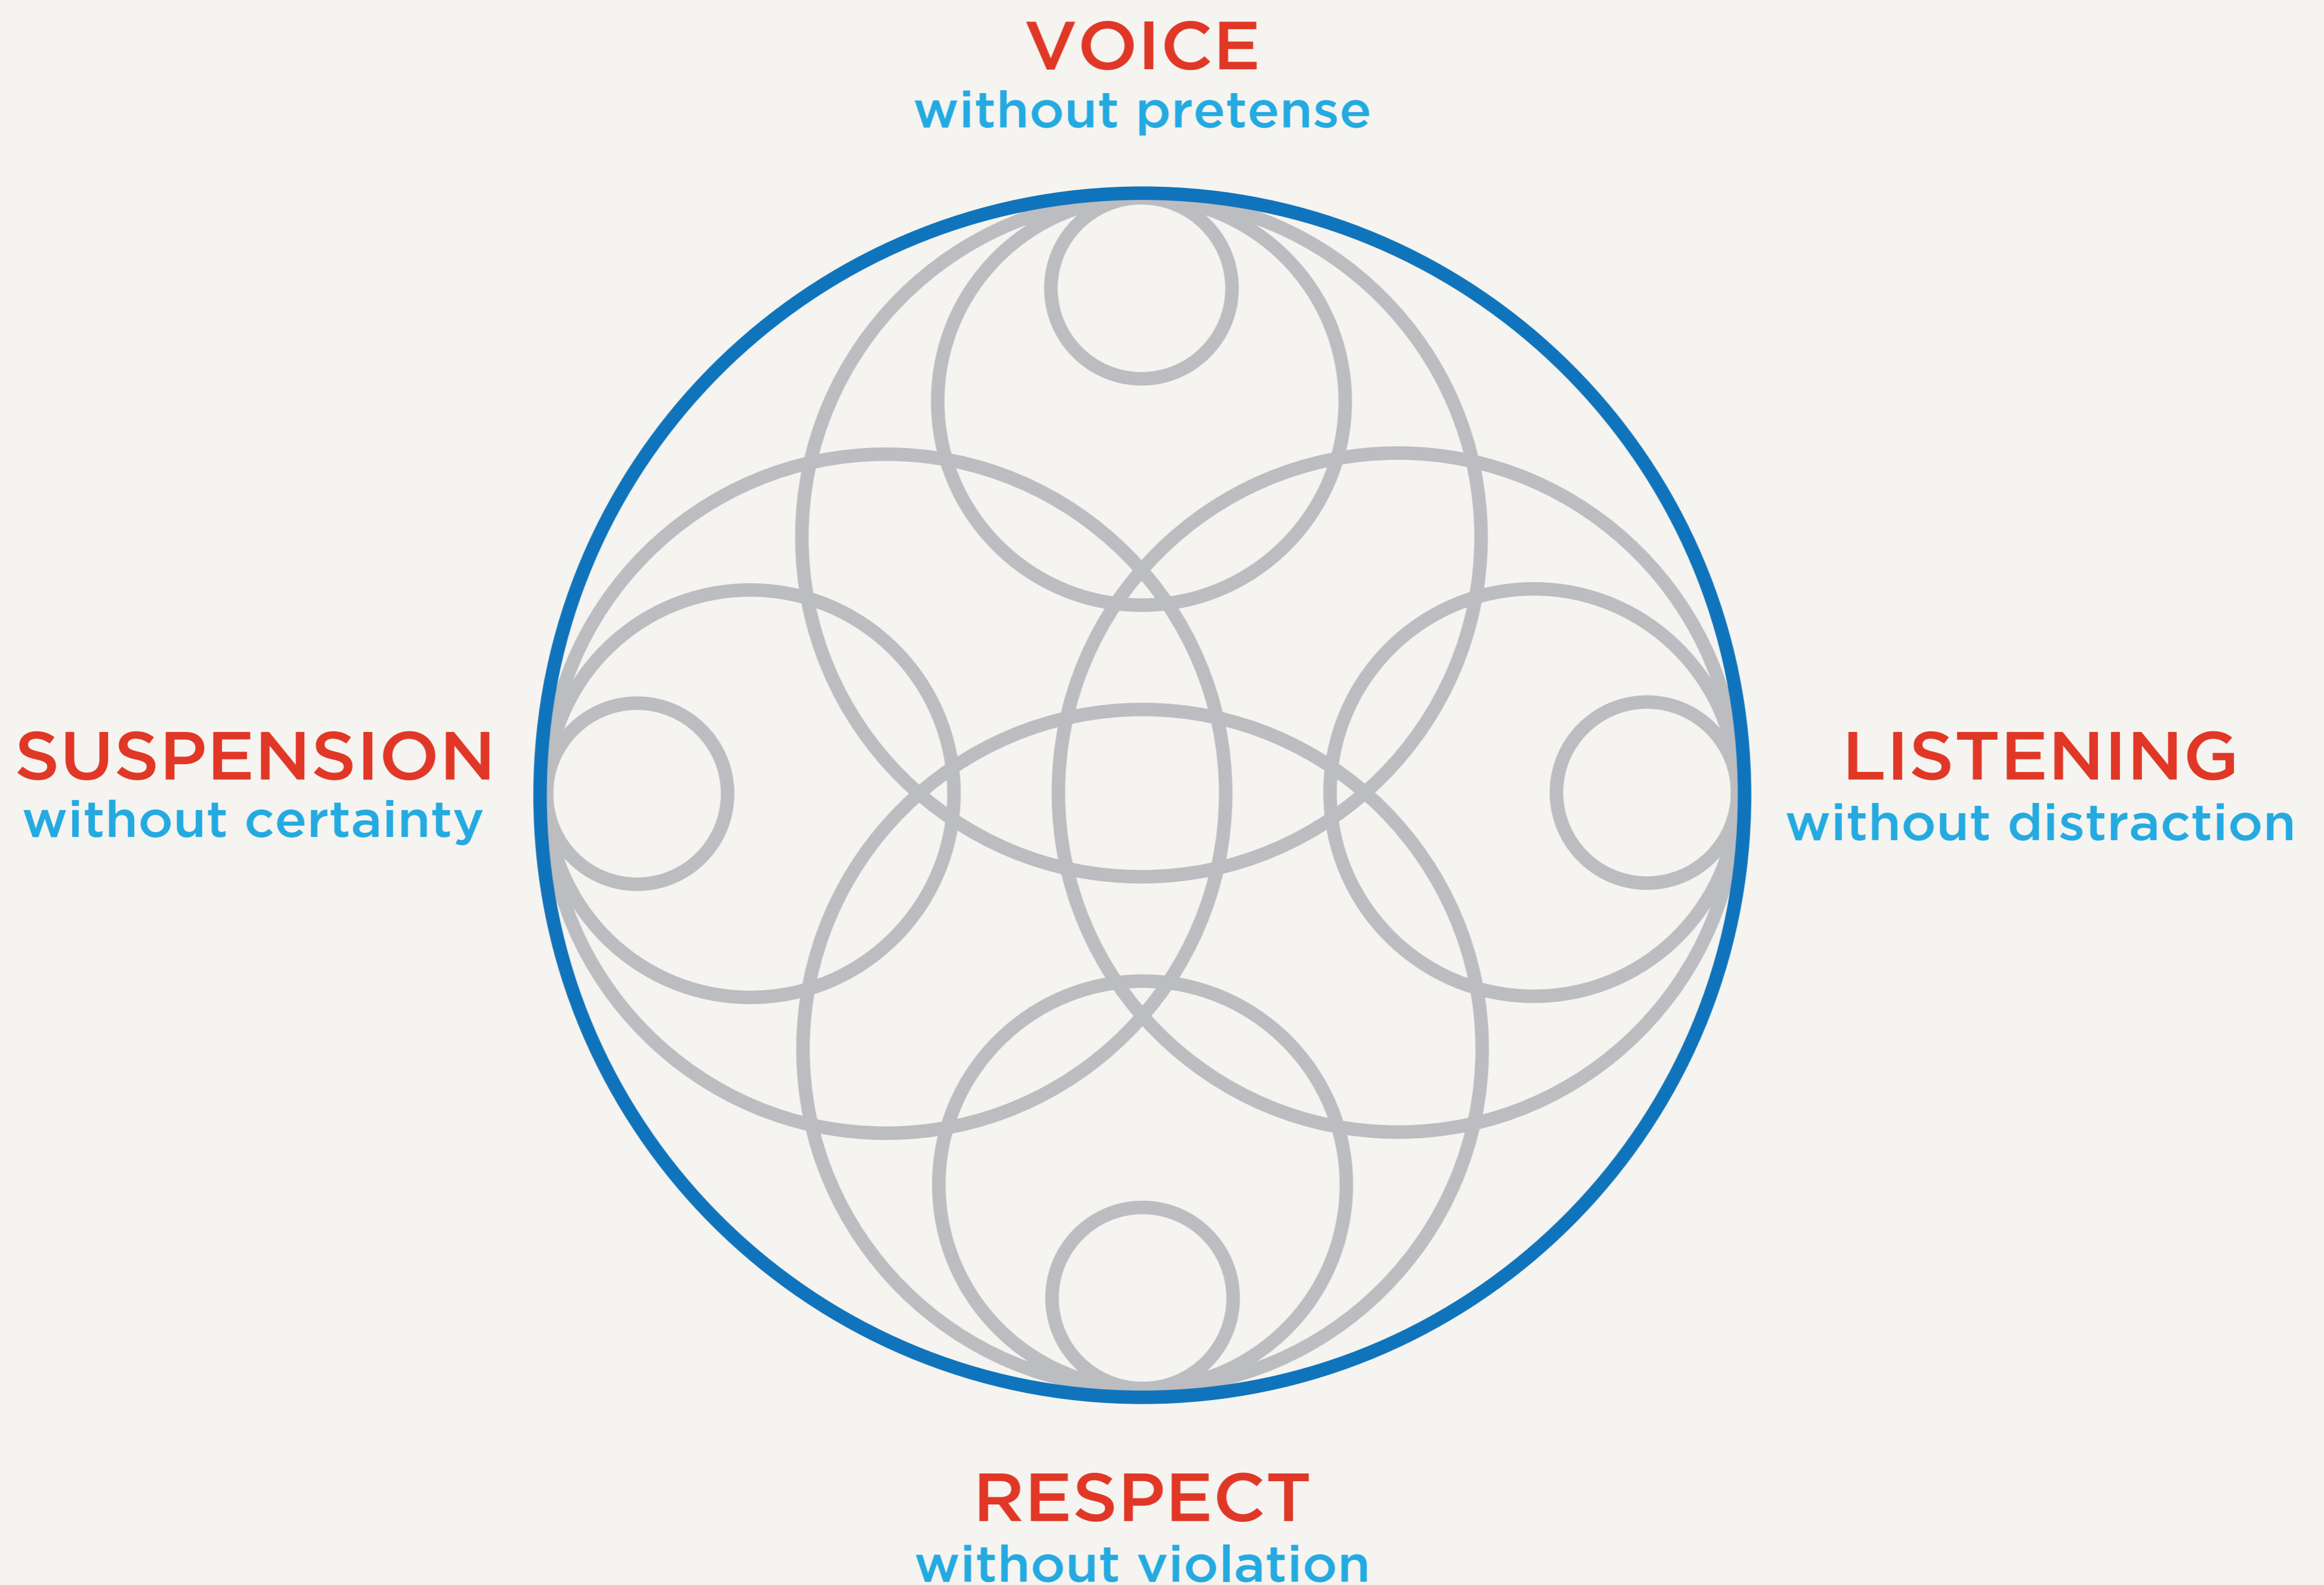 VOICE
without pretense
SUSPENSION
without certainty
LISTENING
without distraction
RESPECT
without violation